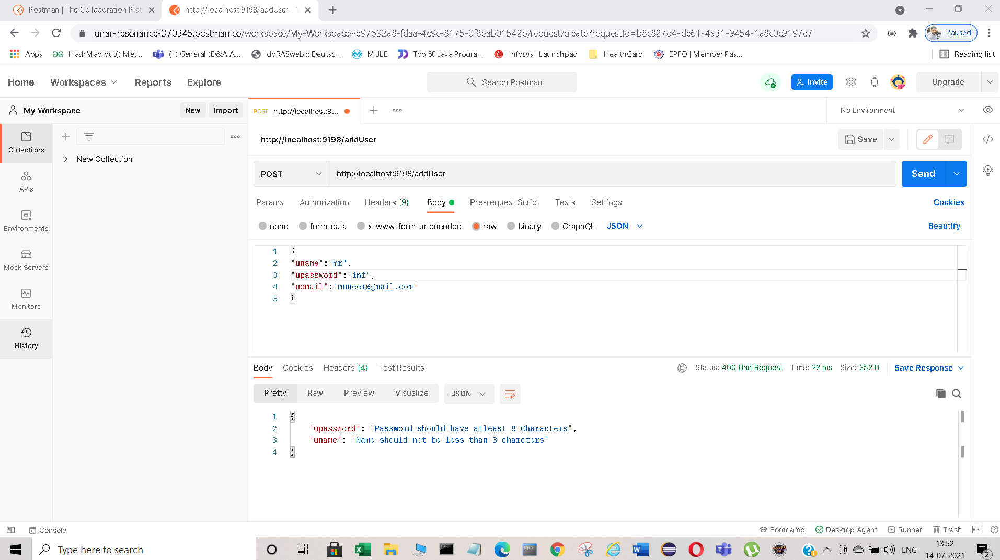 Postman | The Collaboration Plat
http://localhost:9198/addUser - M
lunar-resonance-370345.postman.co/workspace/My-Workspace~e97692a8-fdaa-4c9c-8175-0f8eab01542b/request/create?requestId=b8c827d4-de61-4a31-9454-1a8c0c9197e7
Paused
Apps
HashMap put() Met...
(1) General (D&A A...
dbRASweb :: Deutsc...
MULE
Top 50 Java Progra...
Infosys | Launchpad
HealthCard
EPFO | Member Pas...
Reading list
Home
Workspaces
Reports
Explore
Search Postman
Invite
Upgrade
My Workspace
New
Import
POST http://localhost:9...
No Environment
Collections
New Collection
APIs
Environments
Mock Servers
Monitors
History
http://localhost:9198/addUser
Save
POST
http://localhost:9198/addUser
Send
Params
Authorization
Headers (9)
Body
Pre-request Script
Tests
Settings
Cookies
none
form-data
x-www-form-urlencoded
raw
binary
GraphQL
JSON
Beautify
1 {
2 "uname":"mr",
3 "upassword":"inf",
4 "uemail":"muneer@gmail.com"
5 }
Body
Cookies
Headers (4)
Test Results
Status: 400 Bad Request
Time: 22 ms
Size: 252 B
Save Response
Pretty
Raw
Preview
Visualize
JSON
1 {
2 "upassword": "Password should have atleast 8 Characters",
3 "uname": "Name should not be less than 3 charcters"
4 }
Console
Bootcamp
Desktop Agent
Runner
Trash
Type here to search
SQL>
ENG
13:52
14-07-2021
2